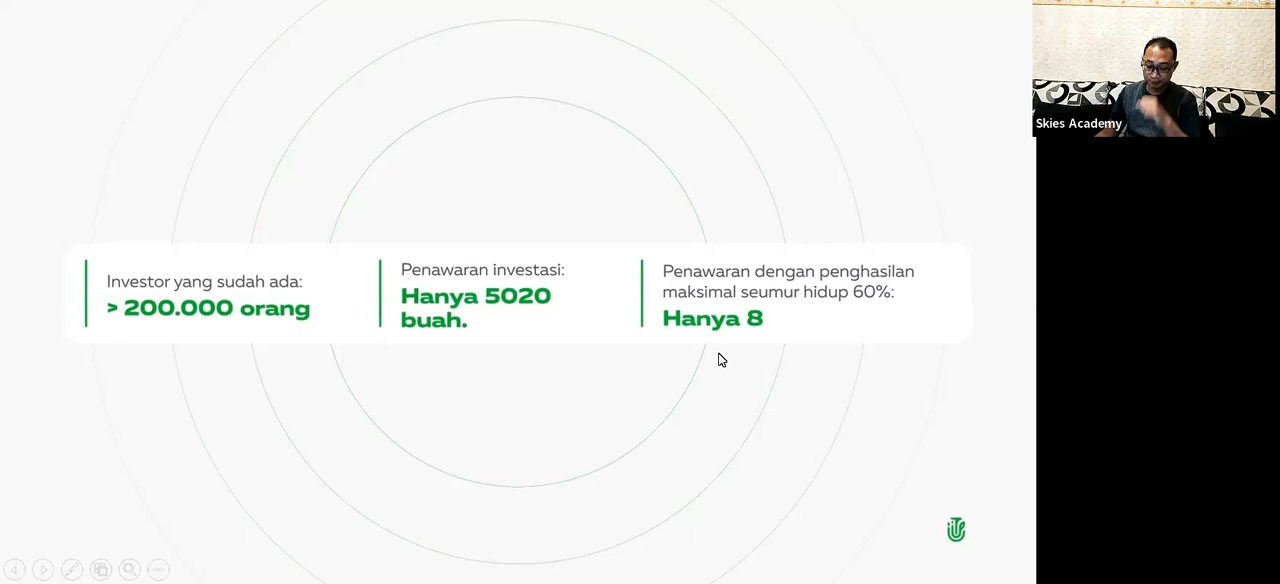 Skies Academy
Investor yang sudah ada:
> 200.000 orang
Penawaran investasi:
Hanya 5020
buah.
Penawaran dengan penghasilan
maksimal seumur hidup 60%:
Hanya 8